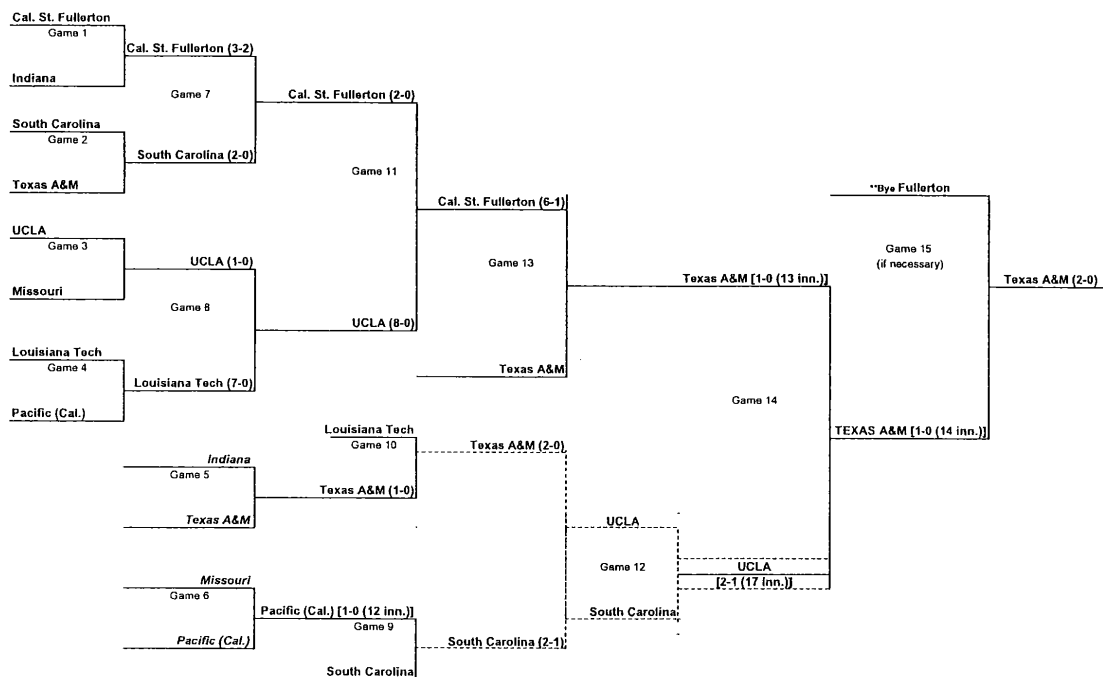 Cal. St. Fullerton
Game 1
Cal. St. Fullerton (3-2)
Indiana
Game 7
Cal. St. Fullerton (2-0)
South Carolina
Game 2
South Carolina (2-0)
Texas A&M
Game 11
Cal. St. Fullerton (6-1)
**Bye Fullerton
UCLA
Game 3
UCLA (1-0)
Missouri
Game 13
Game 15
(if necessary)
Texas A&M [1-0 (13 inn.)]
Texas A&M (2-0)
Game 8
UCLA (8-0)
Louisiana Tech
Game 4
Louisiana Tech (7-0)
Pacific (Cal.)
Texas A&M
Game 14
TEXAS A&M [1-0 (14 inn.)]
Louisiana Tech
Game 10
Texas A&M (2-0)
Indiana
Game 5
Texas A&M (1-0)
Texas A&M
UCLA
Game 12
UCLA
[2-1 (17 inn.)]
Missouri
Game 6
Pacific (Cal.) [1-0 (12 inn.)]
South Carolina
Game 9
Pacific (Cal.)
South Carolina (2-1)
South Carolina